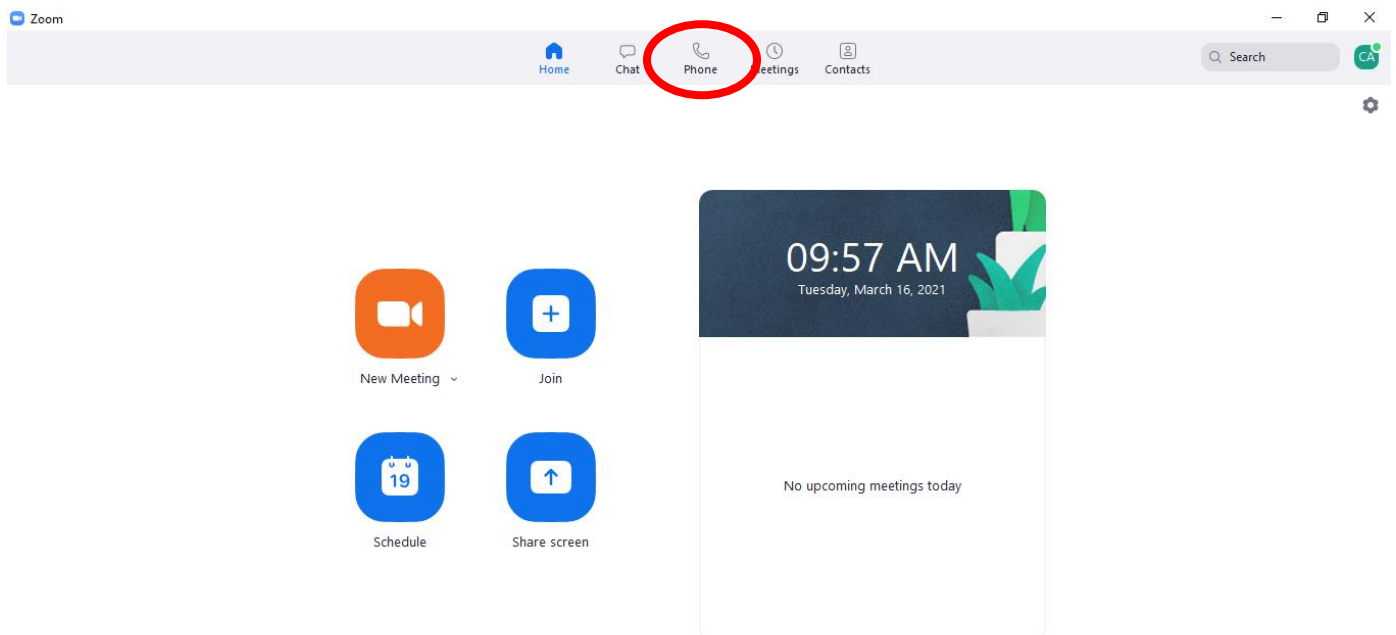 Zoom
Home Chat Phone Meetings Contacts
Search
CA
09:57 AM
Tuesday, March 16, 2021
New Meeting
Join
19
Schedule
Share screen
No upcoming meetings today